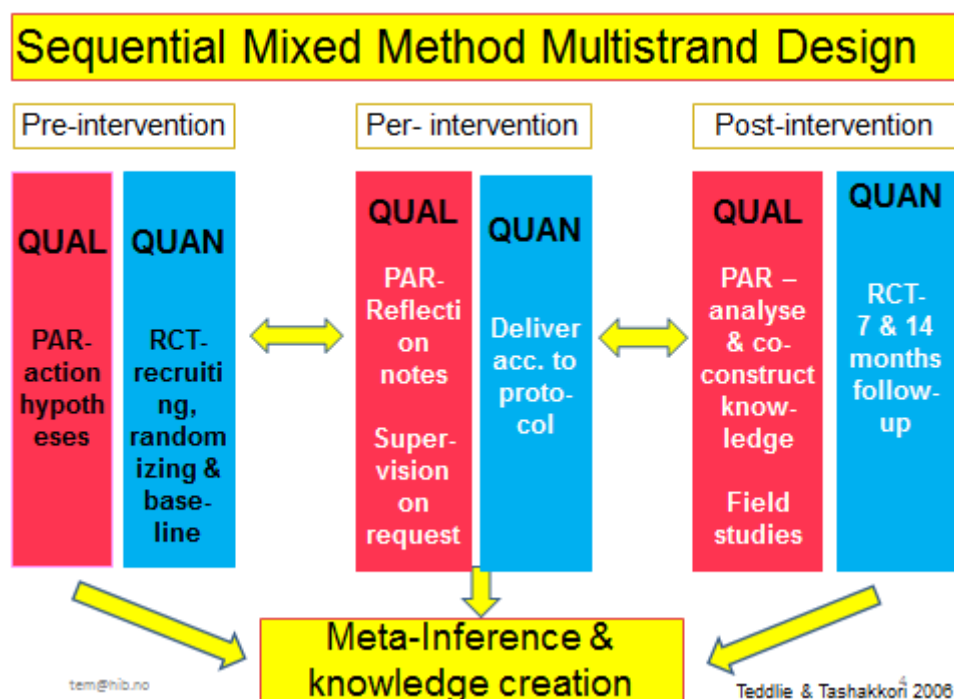 Sequential Mixed Method Multistrand Design
Pre-intervention
Per- intervention
Post-intervention
QUAL
PAR-
action
hypoth
eses
QUAN
RCT-
recruiti
ng,
random
izing &
base-
line
QUAL
PAR-
Reflecti
on
notes
Super-
vision
on
request
QUAN
Deliver
acc. to
proto-
col
QUAL
PAR –
analyse
& co-
construct
know-
ledge
Field
studies
QUAN
RCT-
7 & 14
months
follow-
up
Meta-Inference &
knowledge creation
tem@hib.no
4
Teddlie & Tashakkori 2006